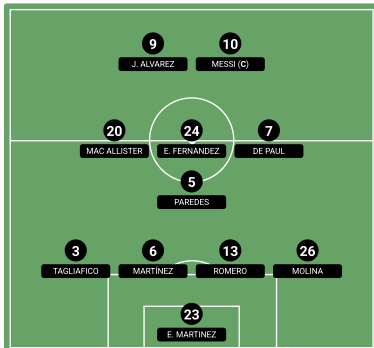 9 10
J. ALVAREZ MESSI (C)
20 24 7
MAC ALLISTER E. FERNANDEZ DE PAUL
5
PAREDES
3 6 13 26
TAGLIAFICO MARTÍNEZ ROMERO MOLINA
23
E. MARTINEZ